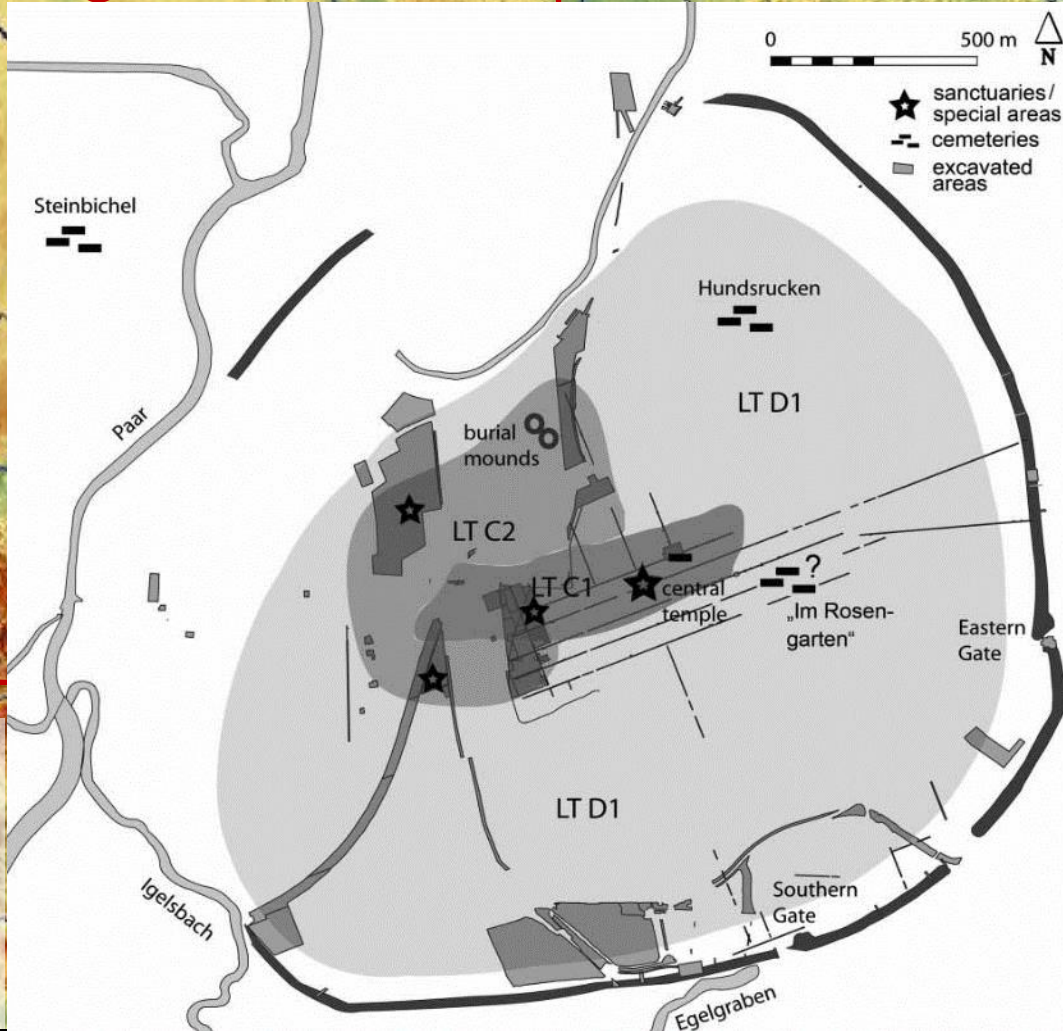 0 500 m
N
sanctuaries/
special areas
cemeteries
excavated
areas
Steinbichel
Hundsrucken
Paar
LT D1
burial
mounds
LT C2
LT C1
central
temple
?
„Im Rosen-
garten“
Eastern
Gate
LT D1
Igelsbach
Southern
Gate
Egelgraben